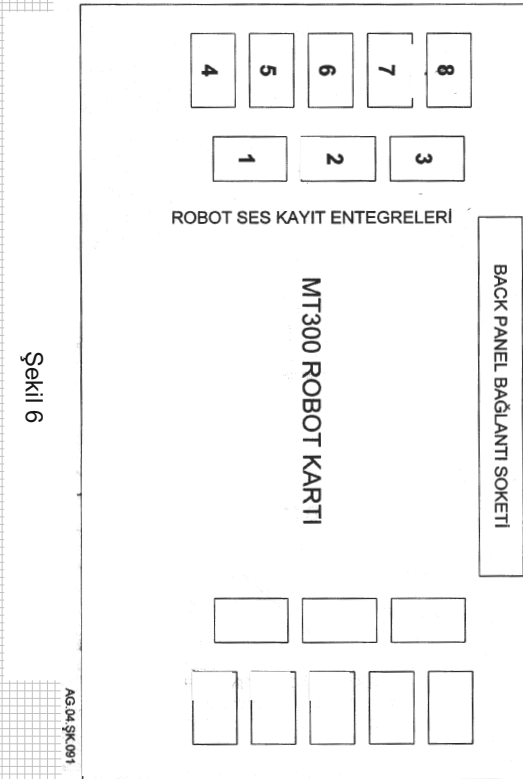 4 5 6 7 8
1 2 3
ROBOT SES KAYIT ENTEGRELERİ
BACK PANEL BAĞLANTI SOKETİ
MT300 ROBOT KARTI
Şekil 6
AG.04.ŞK.091